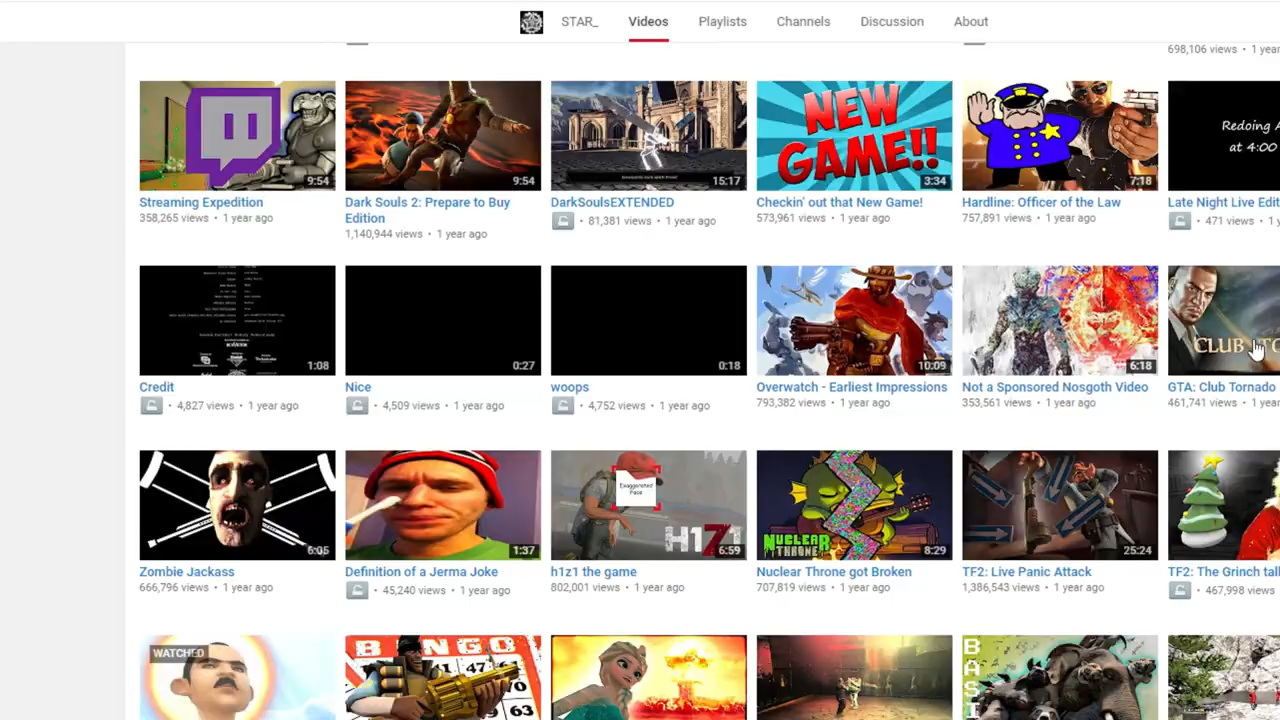 STAR_ Videos Playlists Channels Discussion About
698,106 views • 1 year
NEW GAME!!
Redoing
at 4:00
9:54 9:54 15:17 3:34 7:18
Streaming Expedition
358,265 views • 1 year ago
Dark Souls 2: Prepare to Buy
Edition
1,140,944 views • 1 year ago
DarkSoulsEXTENDED
81,381 views • 1 year ago
Checkin' out that New Game!
573,961 views • 1 year ago
Hardline: Officer of the Law
757,891 views • 1 year ago
Late Night Live Edit
471 views
CLUB
1:08 0:27 0:18 10:09 6:18
Credit
4,827 views • 1 year ago
Nice
4,509 views • 1 year ago
woops
4,752 views • 1 year ago
Overwatch - Earliest Impressions
793,382 views • 1 year ago
Not a Sponsored Nosgoth Video
353,561 views • 1 year ago
GTA: Club Tornado
461,741 views • 1 year
Exaggerated
Face
H1Z1
NUCLEAR
THRONE
6:05 1:37 6:59 8:29 25:24
Zombie Jackass
666,796 views • 1 year ago
Definition of a Jerma Joke
45,240 views • 1 year ago
h1z1 the game
802,001 views • 1 year ago
Nuclear Throne got Broken
707,819 views • 1 year ago
TF2: Live Panic Attack
1,386,543 views • 1 year ago
TF2: The Grinch
467,998 views
WATCHED
BINGO
63
BAS